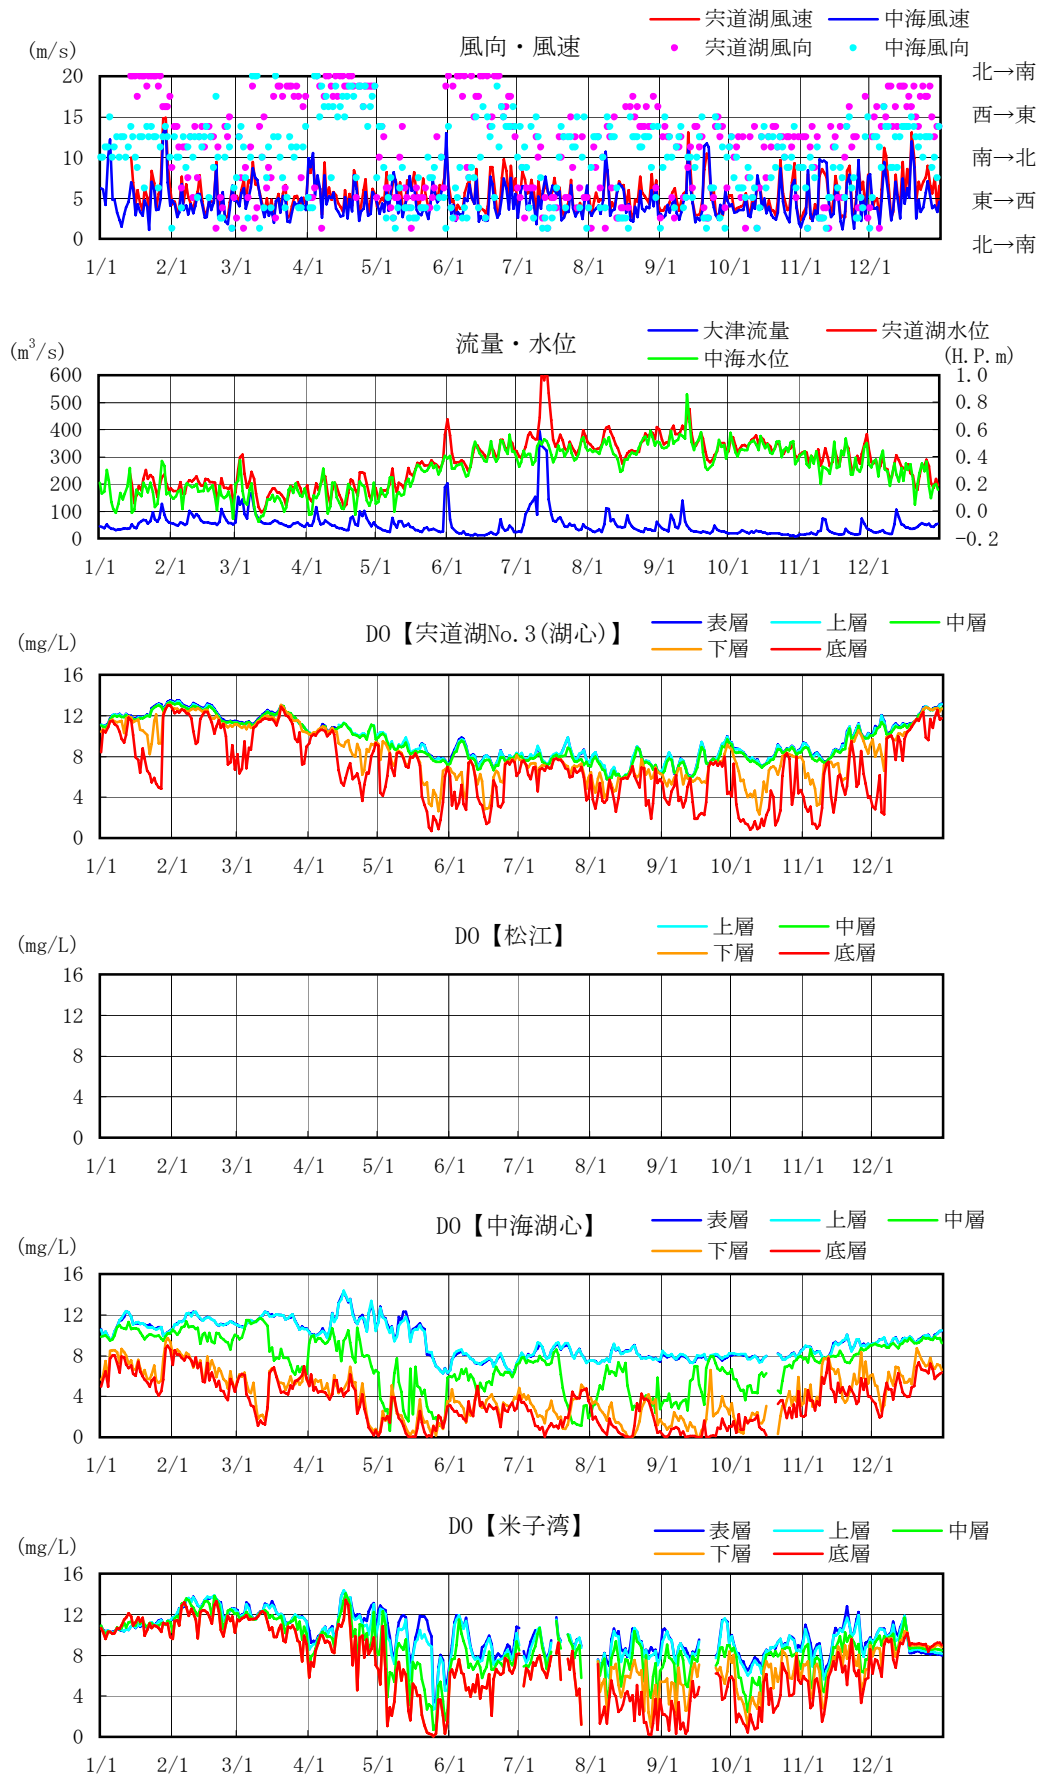 宍道湖風速 中海風速
(m/s) 風向・風速 宍道湖風向 中海風向
20 北→南
15 西→東
10 南→北
5 東→西
0 北→南
1/1 2/1 3/1 4/1 5/1 6/1 7/1 8/1 9/1 10/1 11/1 12/1
流量・水位 大津流量 宍道湖水位
(m³/s) 中海水位 (H.P.m)
600 1.0
500 0.8
400 0.6
300 0.4
200 0.2
100 0.0
0 -0.2
1/1 2/1 3/1 4/1 5/1 6/1 7/1 8/1 9/1 10/1 11/1 12/1
DO【宍道湖No.3(湖心)】 表層 上層 中層
(mg/L) 下層 底層
16
12
8
4
0
1/1 2/1 3/1 4/1 5/1 6/1 7/1 8/1 9/1 10/1 11/1 12/1
DO【松江】 上層 中層
(mg/L) 下層 底層
16
12
8
4
0
1/1 2/1 3/1 4/1 5/1 6/1 7/1 8/1 9/1 10/1 11/1 12/1
DO【中海湖心】 表層 上層 中層
(mg/L) 下層 底層
16
12
8
4
0
1/1 2/1 3/1 4/1 5/1 6/1 7/1 8/1 9/1 10/1 11/1 12/1
DO【米子湾】 表層 上層 中層
(mg/L) 下層 底層
16
12
8
4
0
1/1 2/1 3/1 4/1 5/1 6/1 7/1 8/1 9/1 10/1 11/1 12/1